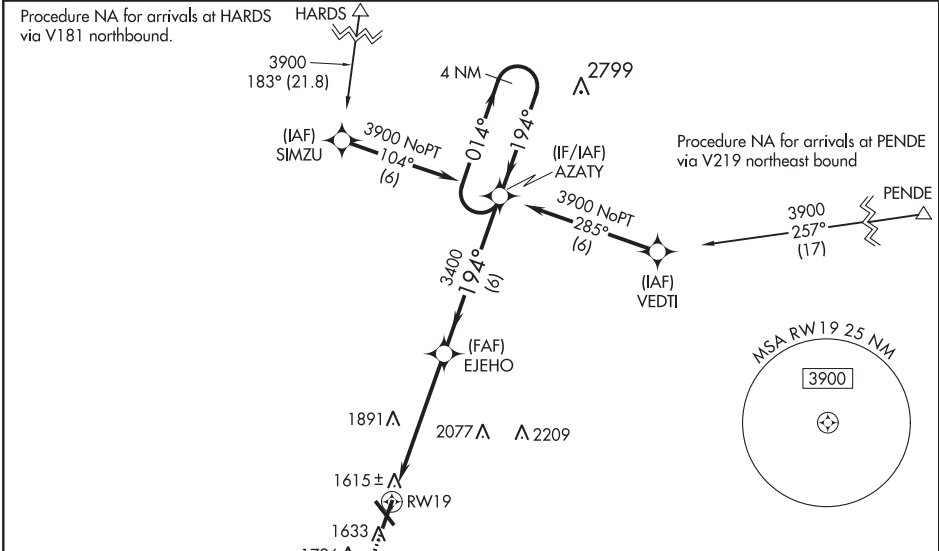 Procedure NA for arrivals at HARDS
via V181 northbound.
HARDS
3900
183° (21.8)
4 NM
2799
014°
194°
(IAF)
SIMZU
3900 NoPT
104°
(6)
(IF/IAF)
AZATY
Procedure NA for arrivals at PENDE
via V219 northeast bound
PENDE
3900
257°
(17)
3900 NoPT
285°
(6)
(IAF)
VEDTI
3400
194°
(6)
(FAF)
EJEHO
MSA RW19 25 NM
3900
1891
2077
2209
1615±
RW19
1633